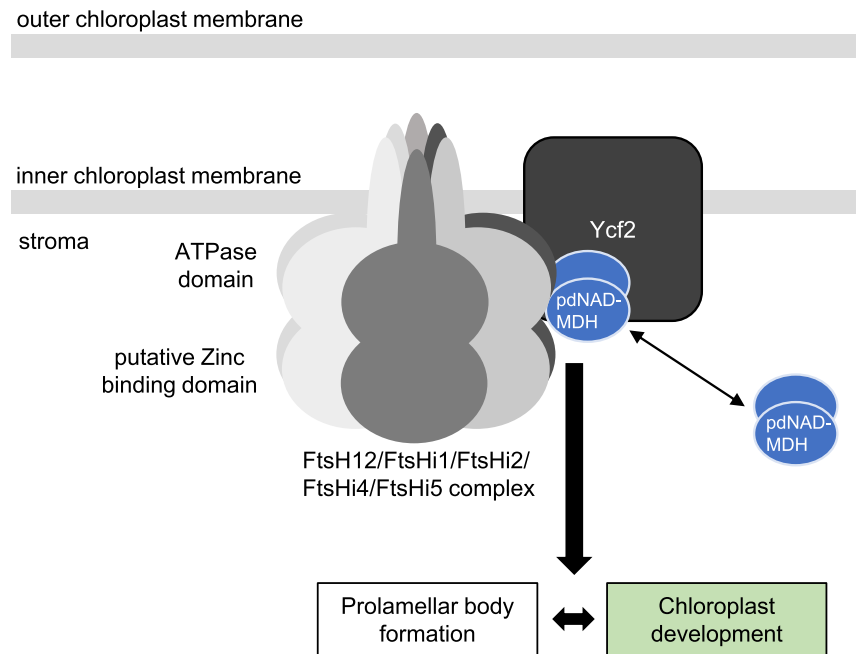 outer chloroplast membrane
inner chloroplast membrane
stroma
Ycf2
ATPase
domain
pdNAD-
MDH
putative Zinc
binding domain
pdNAD-
MDH
FtsH12/FtsHi1/FtsHi2/
FtsHi4/FtsHi5 complex
Prolamellar body
formation
Chloroplast
development